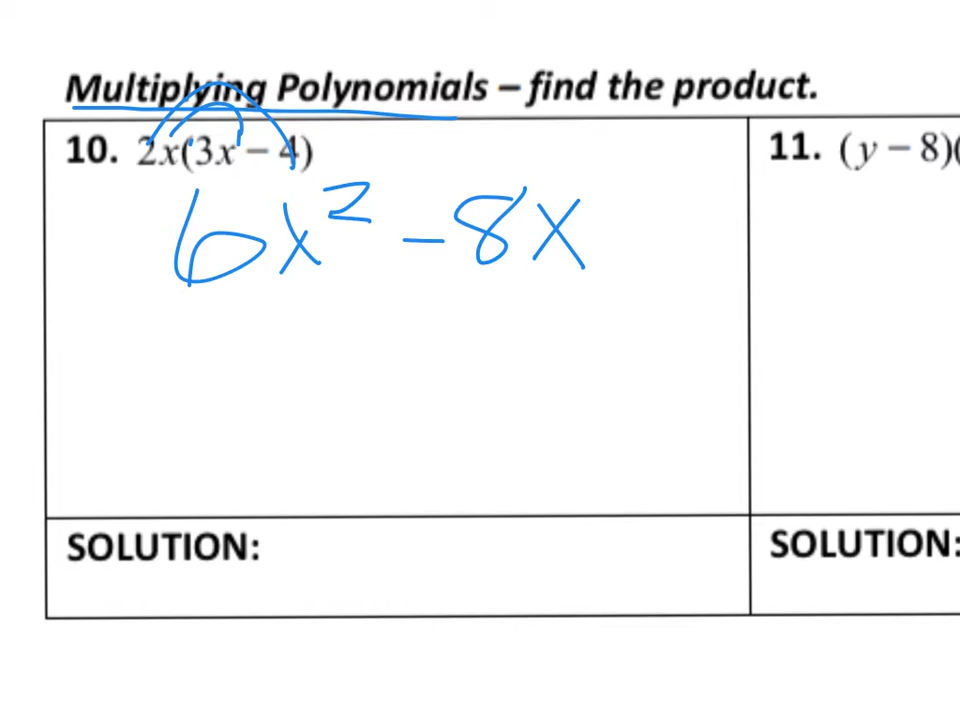 Multiplying Polynomials – find the product.
10. 2x(3x − 4)
6x² − 8x
SOLUTION:
11. (y − 8)(
SOLUTION: